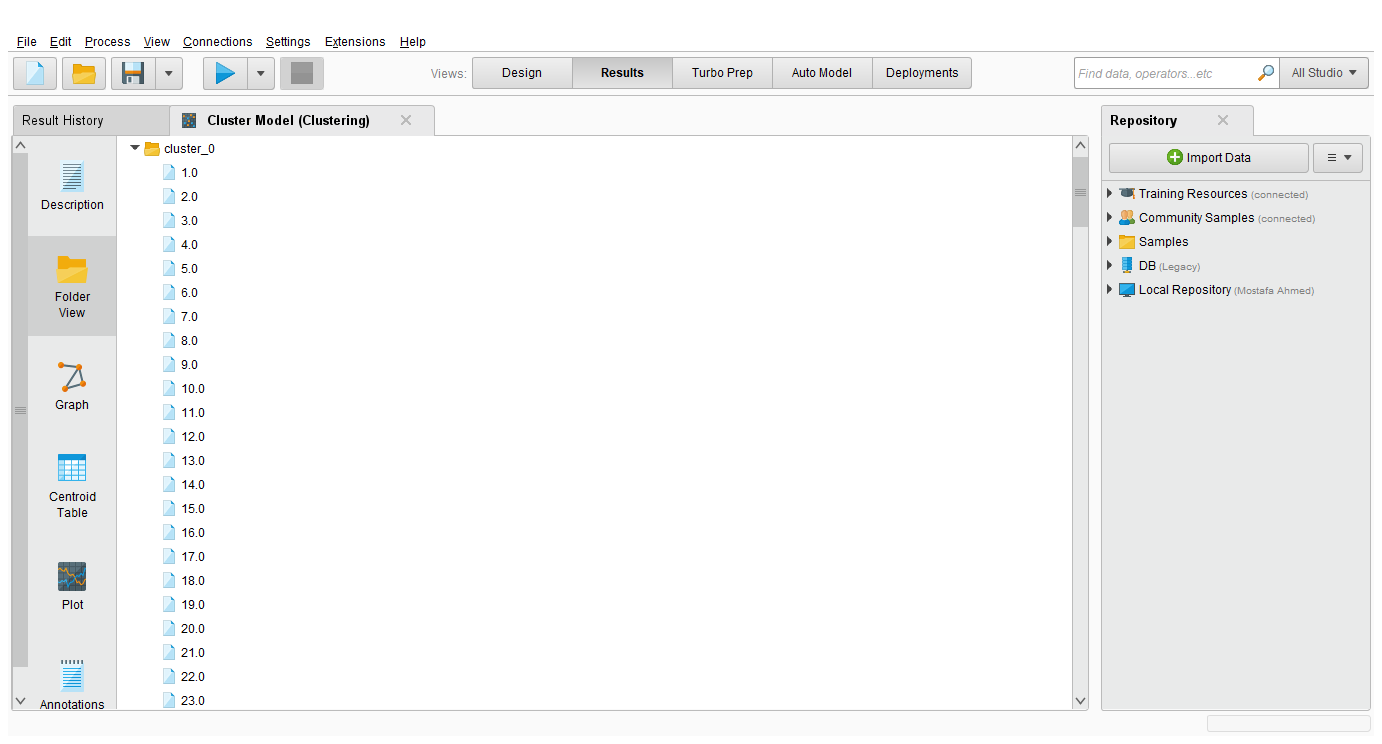 File Edit Process View Connections Settings Extensions Help
Views: Design Results Turbo Prep Auto Model Deployments Find data, operators...etc All Studio
Result History Cluster Model (Clustering)
Description
Folder
View
Graph
Centroid
Table
Plot
Annotations
cluster_0
1.0
2.0
3.0
4.0
5.0
6.0
7.0
8.0
9.0
10.0
11.0
12.0
13.0
14.0
15.0
16.0
17.0
18.0
19.0
20.0
21.0
22.0
23.0
Repository
Import Data
Training Resources (connected)
Community Samples (connected)
Samples
DB (Legacy)
Local Repository (Mostafa Ahmed)